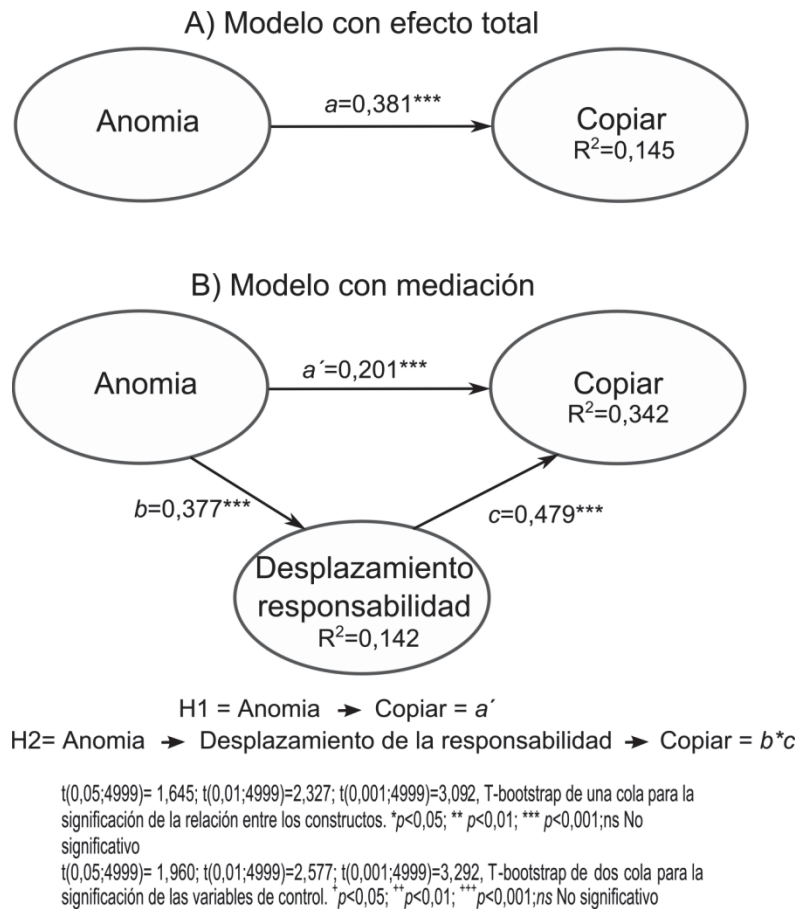 A) Modelo con efecto total
Anomia
a=0,381***
Copiar
R²=0,145
B) Modelo con mediación
Anomia
a´=0,201***
Copiar
R²=0,342
b=0,377***
c=0,479***
Desplazamiento
responsabilidad
R²=0,142
H1 = Anomia → Copiar = a´
H2= Anomia → Desplazamiento de la responsabilidad → Copiar = b*c
t(0,05;4999)= 1,645; t(0,01;4999)=2,327; t(0,001;4999)=3,092, T-bootstrap de una cola para la
significación de la relación entre los constructos. *p<0,05; ** p<0,01; *** p<0,001;ns No
significativo
t(0,05;4999)= 1,960; t(0,01;4999)=2,577; t(0,001;4999)=3,292, T-bootstrap de dos cola para la
significación de las variables de control. ⁺p<0,05; ⁺⁺p<0,01; ⁺⁺⁺p<0,001;ns No significativo